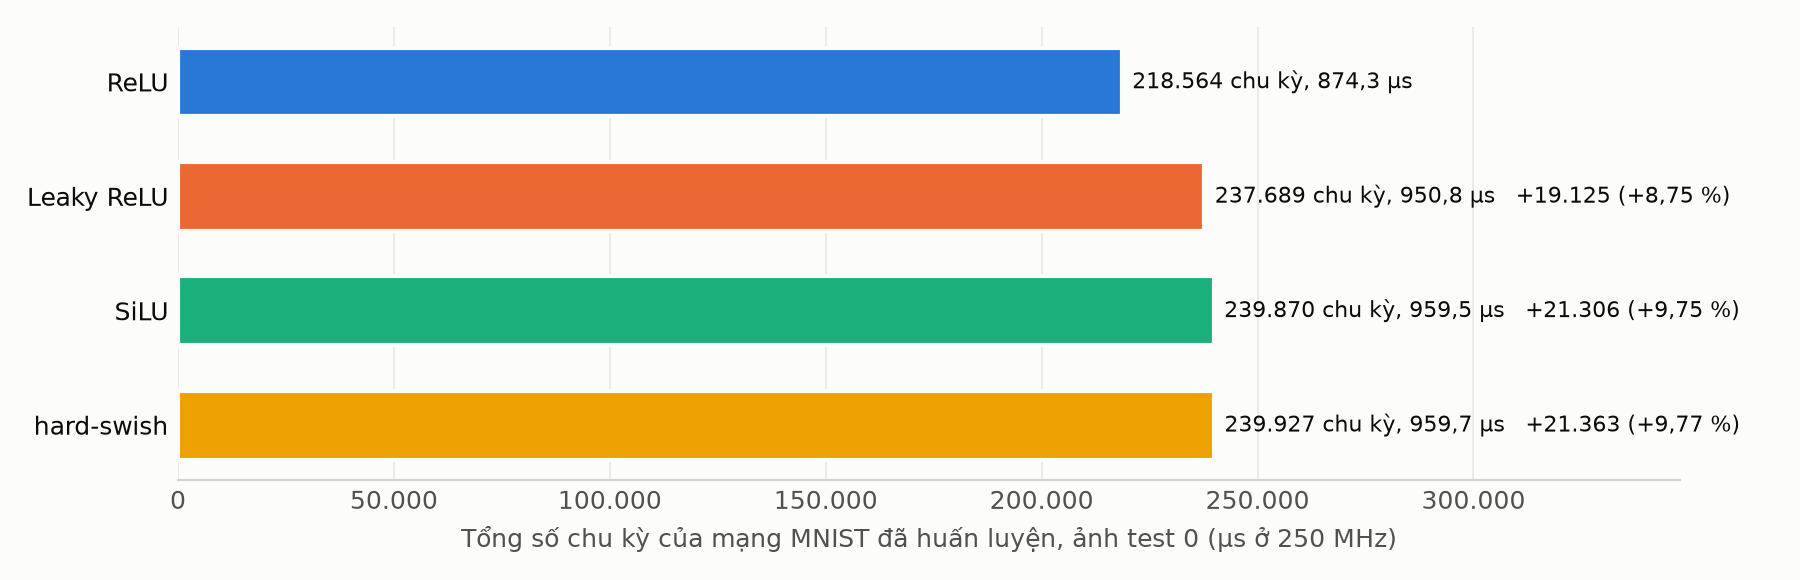 ReLU 218.564 chu kỳ, 874,3 µs
Leaky ReLU 237.689 chu kỳ, 950,8 µs +19.125 (+8,75 %)
SiLU 239.870 chu kỳ, 959,5 µs +21.306 (+9,75 %)
hard-swish 239.927 chu kỳ, 959,7 µs +21.363 (+9,77 %)
0 50.000 100.000 150.000 200.000 250.000 300.000
Tổng số chu kỳ của mạng MNIST đã huấn luyện, ảnh test 0 (µs ở 250 MHz)